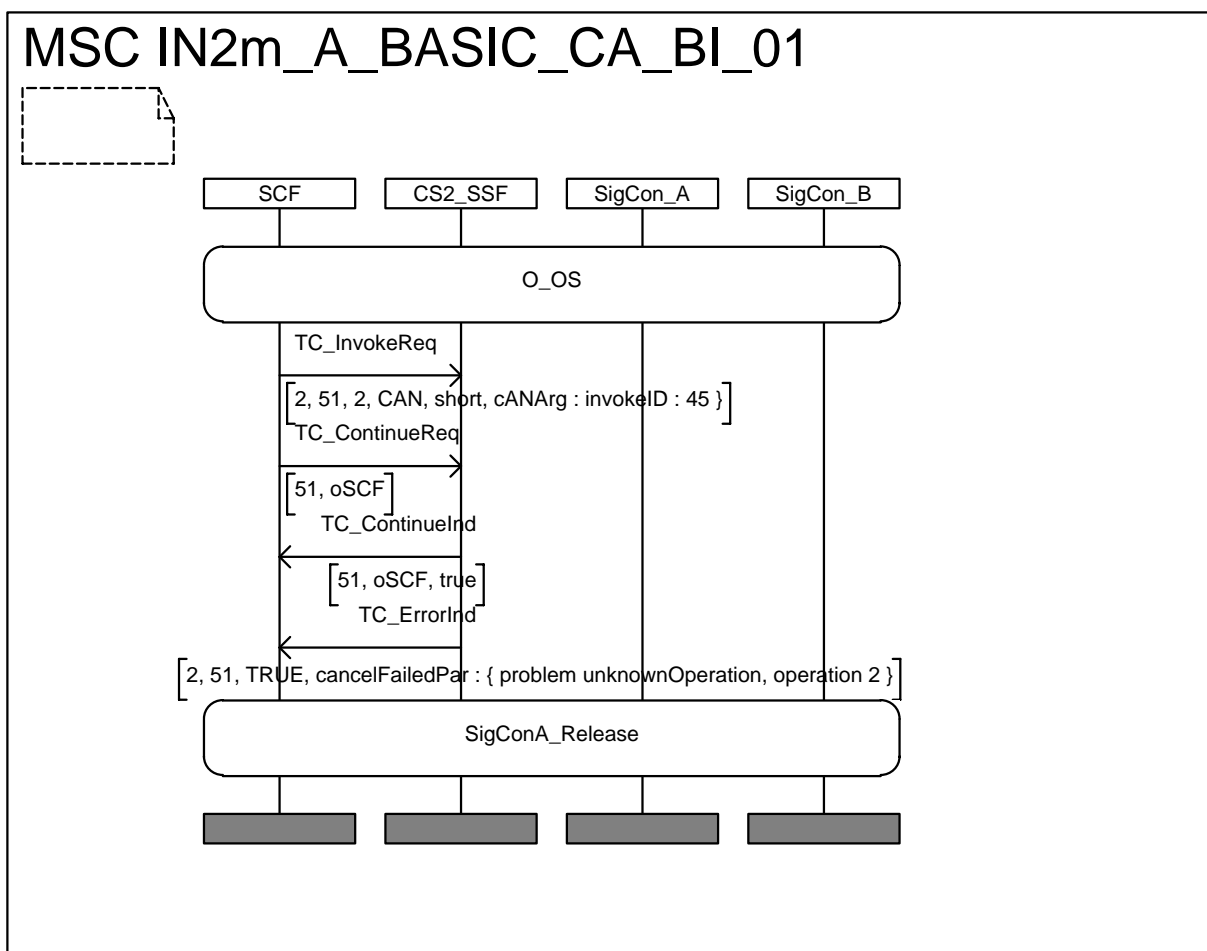 MSC IN2m_A_BASIC_CA_BI_01
SCF CS2_SSF SigCon_A SigCon_B
O_OS
TC_InvokeReq
2, 51, 2, CAN, short, cANArg : invokeID : 45 }
TC_ContinueReq
51, oSCF
TC_ContinueInd
51, oSCF, true
TC_ErrorInd
2, 51, TRUE, cancelFailedPar : { problem unknownOperation, operation 2 }
SigConA_Release